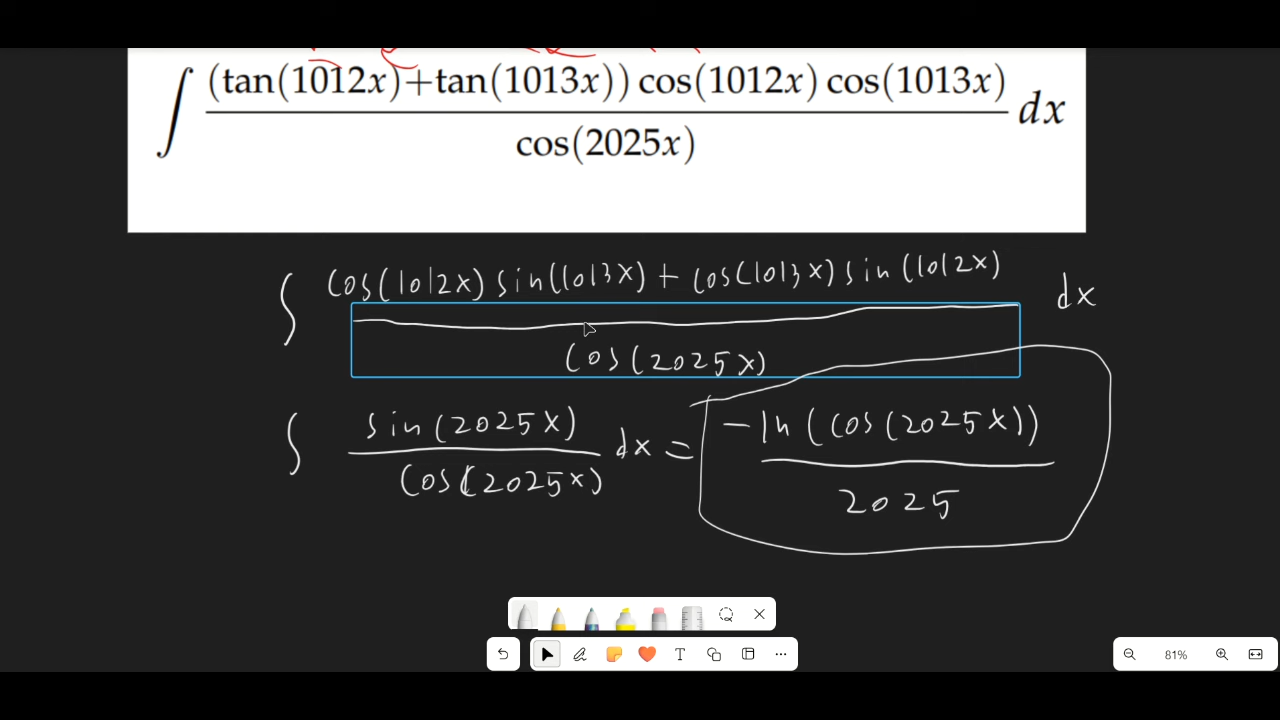 ∫ (tan(1012x)+tan(1013x)) cos(1012x) cos(1013x) / cos(2025x) dx
∫ cos(1012x) sin(1013x) + cos(1013x) sin(1012x) / cos(2025x) dx
∫ sin(2025x) / cos(2025x) dx = -ln(cos(2025x)) / 2025
T
81%